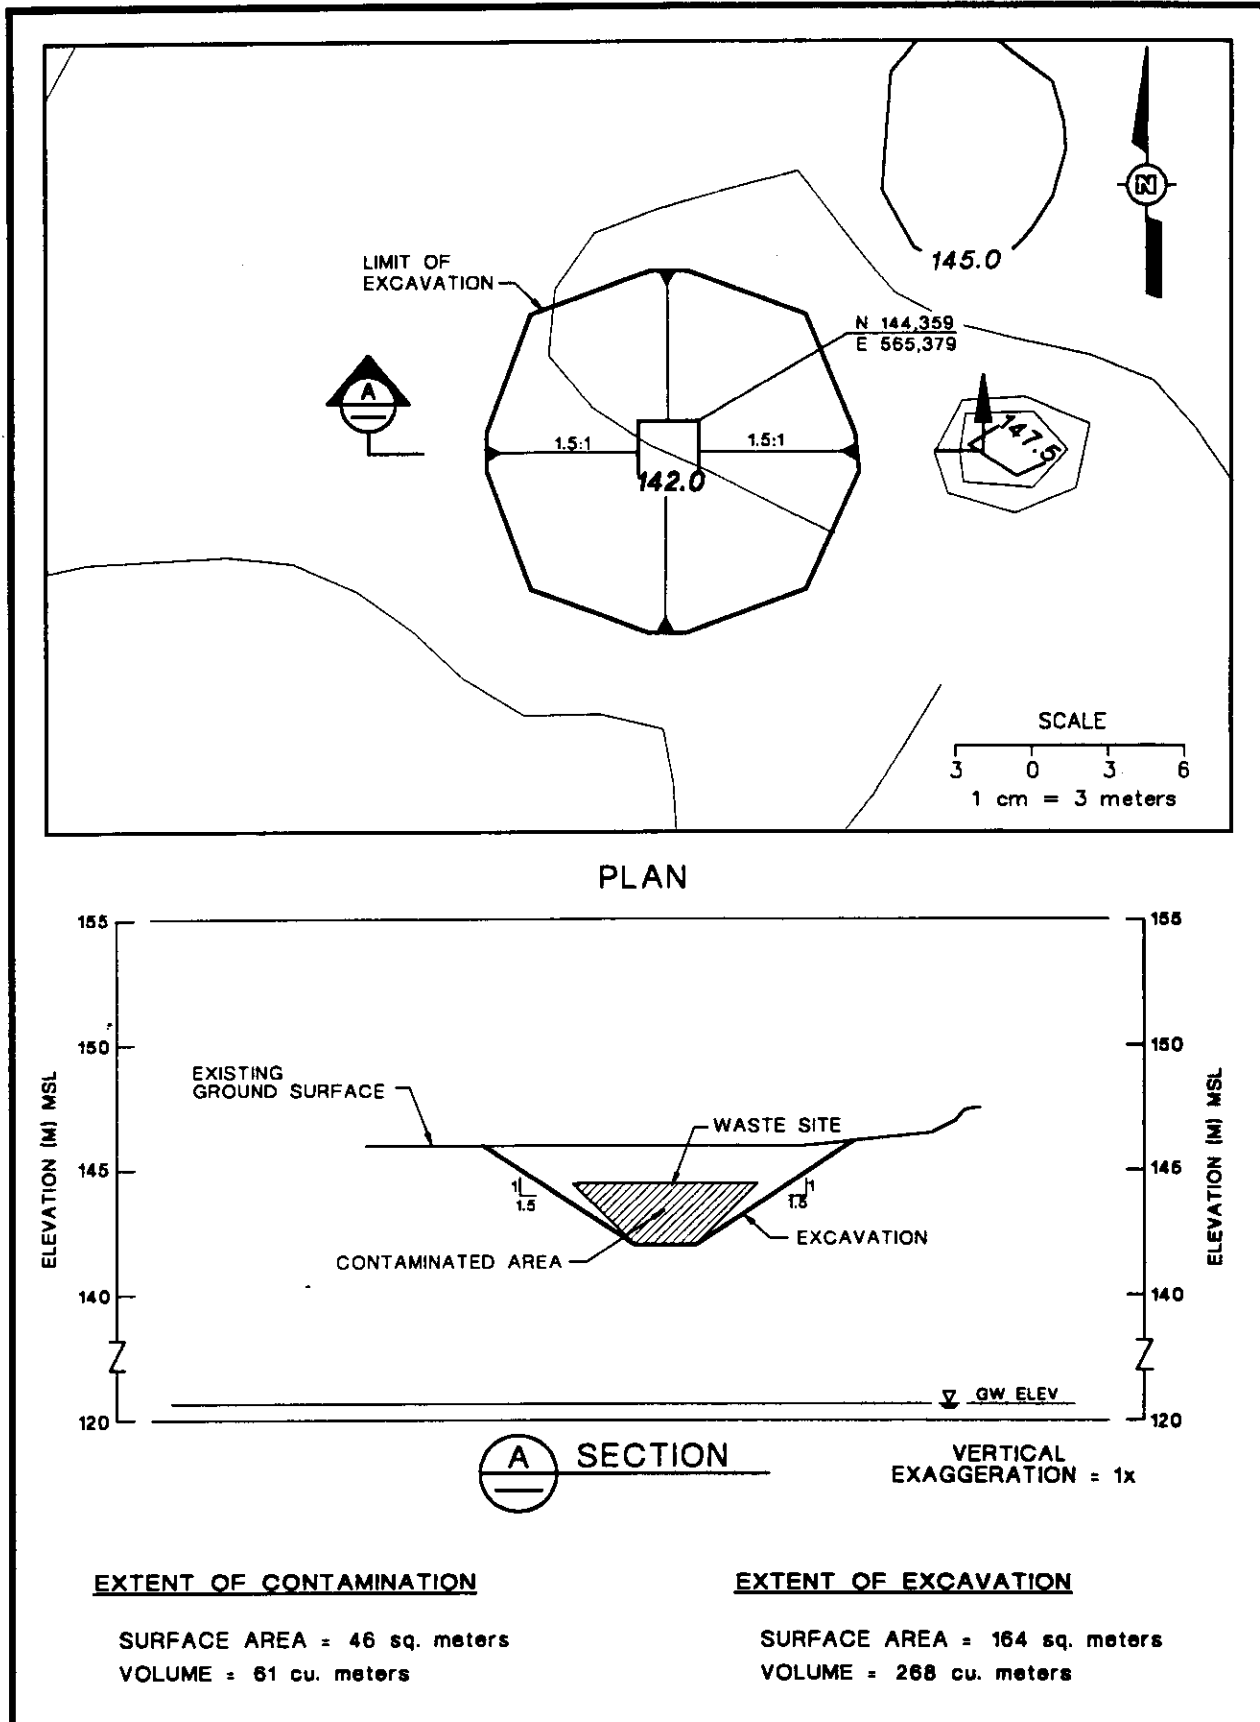 145.0
N
LIMIT OF
EXCAVATION
N 144,359
E 565,379
A
147.5
1.5:1
1.5:1
142.0
SCALE
3 0 3 6
1 cm = 3 meters
PLAN
155
155
150
150
EXISTING
GROUND SURFACE
WASTE SITE
ELEVATION (M) MSL
ELEVATION (M) MSL
145
145
1
1.5
1
1.5
EXCAVATION
CONTAMINATED AREA
140
140
GW ELEV
120
120
A
SECTION
VERTICAL
EXAGGERATION = 1x
EXTENT OF CONTAMINATION
SURFACE AREA = 46 sq. meters
VOLUME = 61 cu. meters
EXTENT OF EXCAVATION
SURFACE AREA = 164 sq. meters
VOLUME = 268 cu. meters